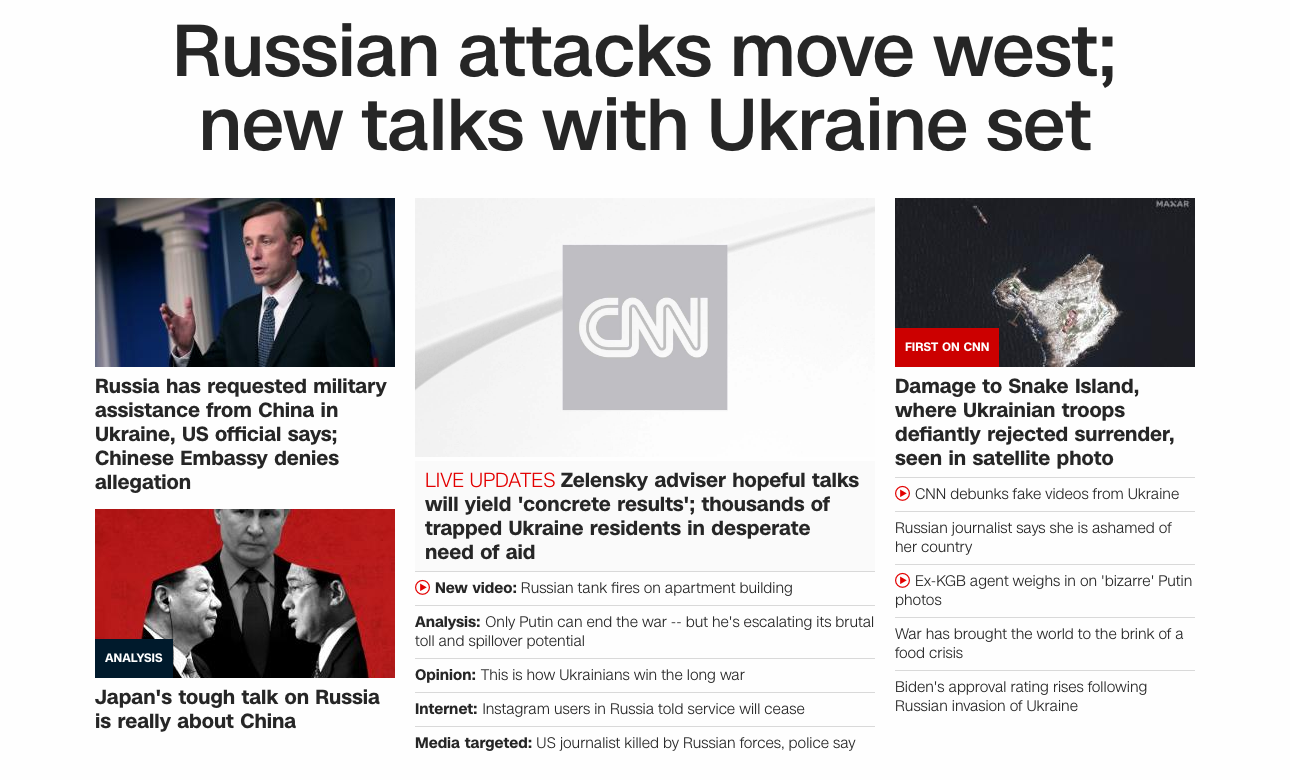 Russian attacks move west;
new talks with Ukraine set
Russia has requested military
assistance from China in
Ukraine, US official says;
Chinese Embassy denies
allegation
ANALYSIS
Japan's tough talk on Russia
is really about China
CNN
LIVE UPDATES Zelensky adviser hopeful talks
will yield 'concrete results'; thousands of
trapped Ukraine residents in desperate
need of aid
New video: Russian tank fires on apartment building
Analysis: Only Putin can end the war -- but he's escalating its brutal
toll and spillover potential
Opinion: This is how Ukrainians win the long war
Internet: Instagram users in Russia told service will cease
Media targeted: US journalist killed by Russian forces, police say
MAXAR
FIRST ON CNN
Damage to Snake Island,
where Ukrainian troops
defiantly rejected surrender,
seen in satellite photo
CNN debunks fake videos from Ukraine
Russian journalist says she is ashamed of
her country
Ex-KGB agent weighs in on 'bizarre' Putin
photos
War has brought the world to the brink of a
food crisis
Biden's approval rating rises following
Russian invasion of Ukraine